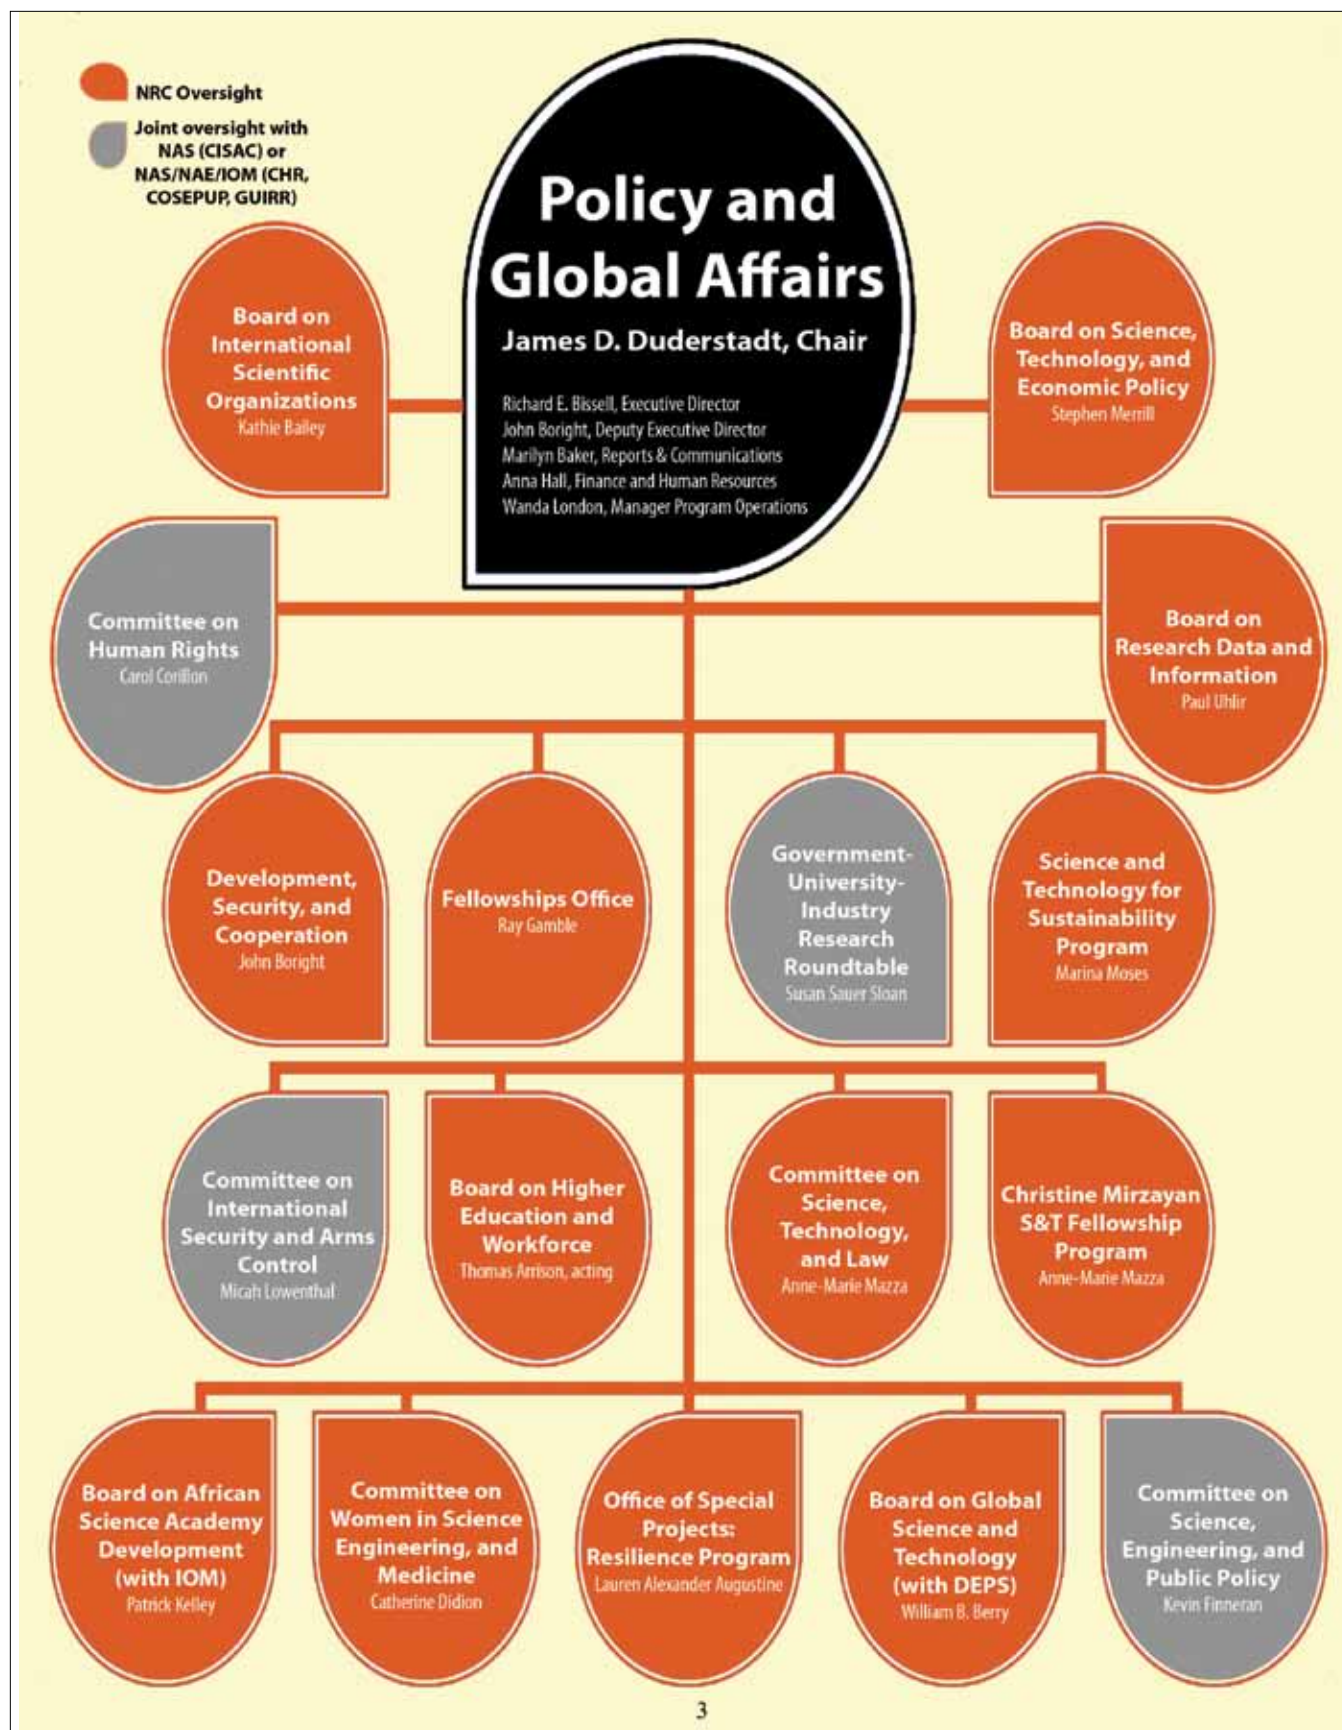 NRC Oversight
Joint oversight with
NAS (CISAC) or
NAS/NAE/IOM (CHR,
COSEPUP, GUIRR)
Policy and
Global Affairs
James D. Duderstadt, Chair
Richard E. Bissell, Executive Director
John Boright, Deputy Executive Director
Marilyn Baker, Reports & Communications
Anna Hall, Finance and Human Resources
Wanda London, Manager Program Operations
Board on
International
Scientific
Organizations
Kathie Bailey
Board on Science,
Technology, and
Economic Policy
Stephen Merrill
Committee on
Human Rights
Carol Corillon
Board on
Research Data and
Information
Paul Uhlir
Development,
Security, and
Cooperation
John Boright
Fellowships Office
Ray Gamble
Government-
University-
Industry
Research
Roundtable
Susan Sauer Sloan
Science and
Technology for
Sustainability
Program
Marina Moses
Committee on
International
Security and Arms
Control
Micah Lowenthal
Board on Higher
Education and
Workforce
Thomas Arrison, acting
Committee on
Science,
Technology,
and Law
Anne-Marie Mazza
Christine Mirzayan
S&T Fellowship
Program
Anne-Marie Mazza
Board on African
Science Academy
Development
(with IOM)
Patrick Kelley
Committee on
Women in Science
Engineering, and
Medicine
Catherine Didion
Office of Special
Projects:
Resilience Program
Lauren Alexander Augustine
Board on Global
Science and
Technology
(with DEPS)
William B. Berry
Committee on
Science,
Engineering, and
Public Policy
Kevin Finneran
3